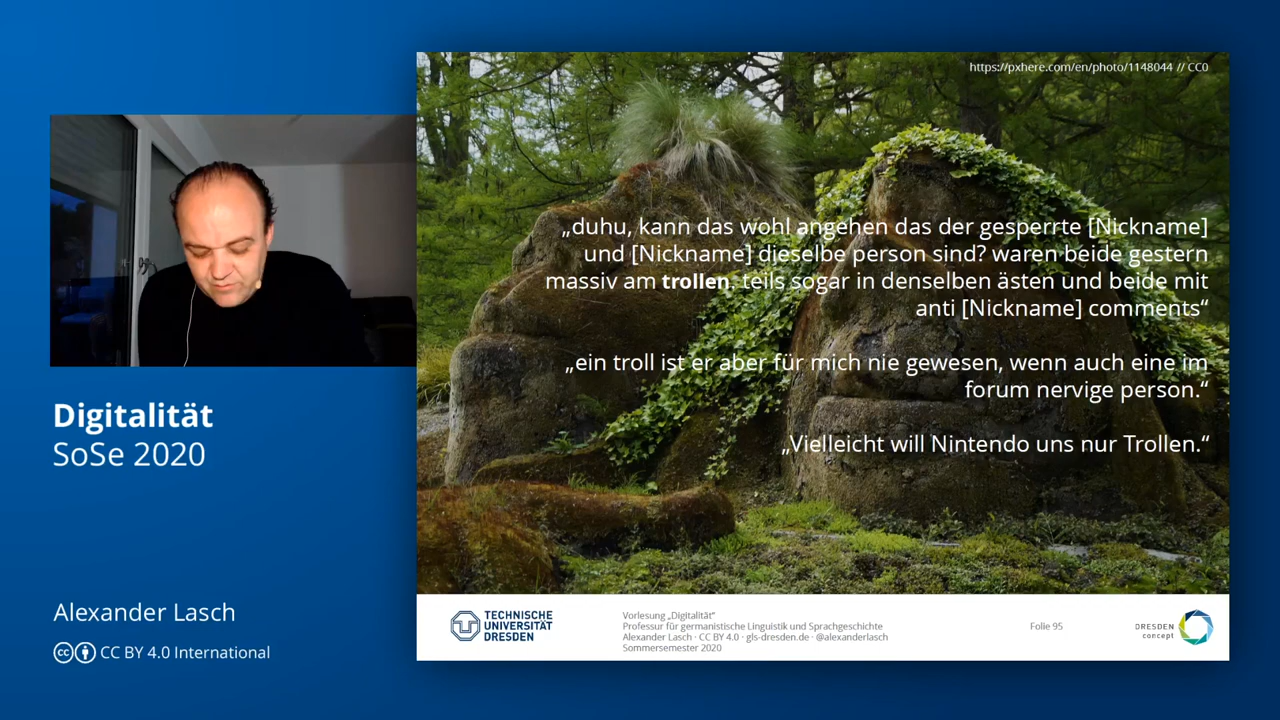 https://pxhere.com/en/photo/1148044 // CC0
„duhu, kann das wohl angehen das der gesperrte [Nickname]
und [Nickname] dieselbe person sind? waren beide gestern
massiv am trollen. teils sogar in denselben ästen und beide mit
anti [Nickname] comments“
„ein troll ist er aber für mich nie gewesen, wenn auch eine im
forum nervige person.“
„Vielleicht will Nintendo uns nur Trollen.“
Digitalität
SoSe 2020
Alexander Lasch
CC BY 4.0 International
TECHNISCHE
UNIVERSITÄT
DRESDEN
Vorlesung „Digitalität“
Professur für germanistische Linguistik und Sprachgeschichte
Alexander Lasch · CC BY 4.0 · gls-dresden.de · @alexanderlasch
Sommersemester 2020
Folie 95
DRESDEN
concept